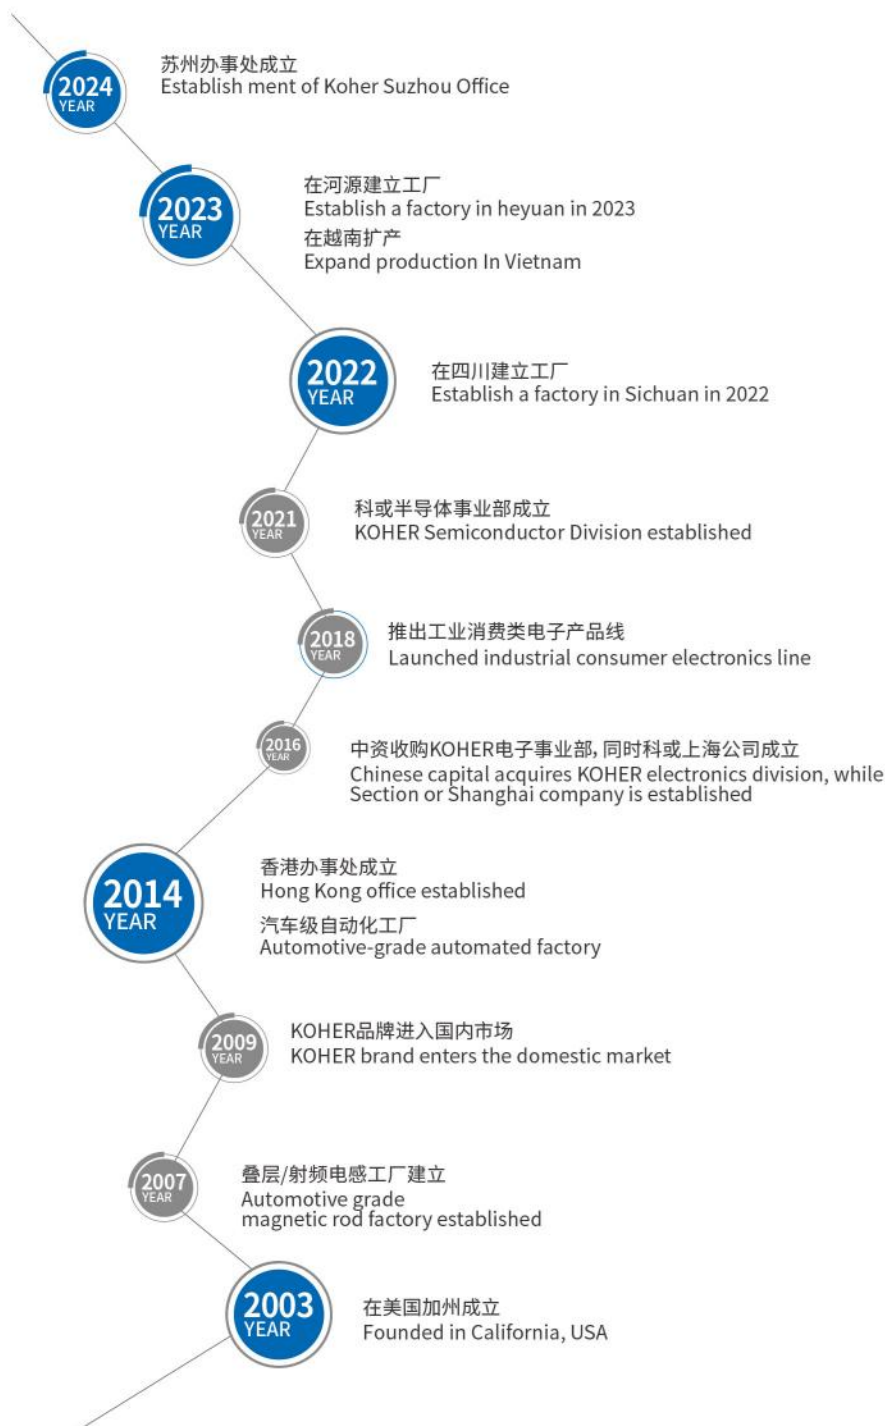 2024
YEAR
苏州办事处成立
Establish ment of Koher Suzhou Office
2023
YEAR
在河源建立工厂
Establish a factory in heyuan in 2023
在越南扩产
Expand production In Vietnam
2022
YEAR
在四川建立工厂
Establish a factory in Sichuan in 2022
2021
YEAR
科或半导体事业部成立
KOHER Semiconductor Division established
2018
YEAR
推出工业消费类电子产品线
Launched industrial consumer electronics line
2016
YEAR
中资收购KOHER电子事业部, 同时科或上海公司成立
Chinese capital acquires KOHER electronics division, while
Section or Shanghai company is established
2014
YEAR
香港办事处成立
Hong Kong office established
汽车级自动化工厂
Automotive-grade automated factory
2009
YEAR
KOHER品牌进入国内市场
KOHER brand enters the domestic market
2007
YEAR
叠层/射频电感工厂建立
Automotive grade
magnetic rod factory established
2003
YEAR
在美国加州成立
Founded in California, USA